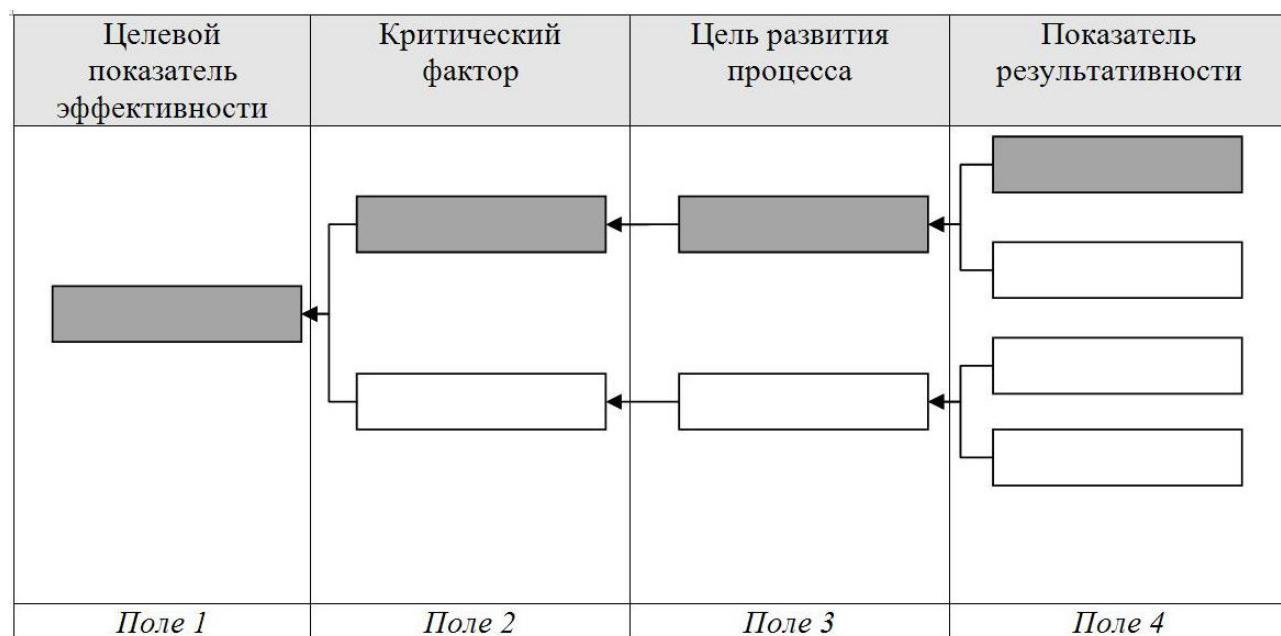 Целевой
показатель
эффективности
Критический
фактор
Цель развития
процесса
Показатель
результативности
Поле 1
Поле 2
Поле 3
Поле 4